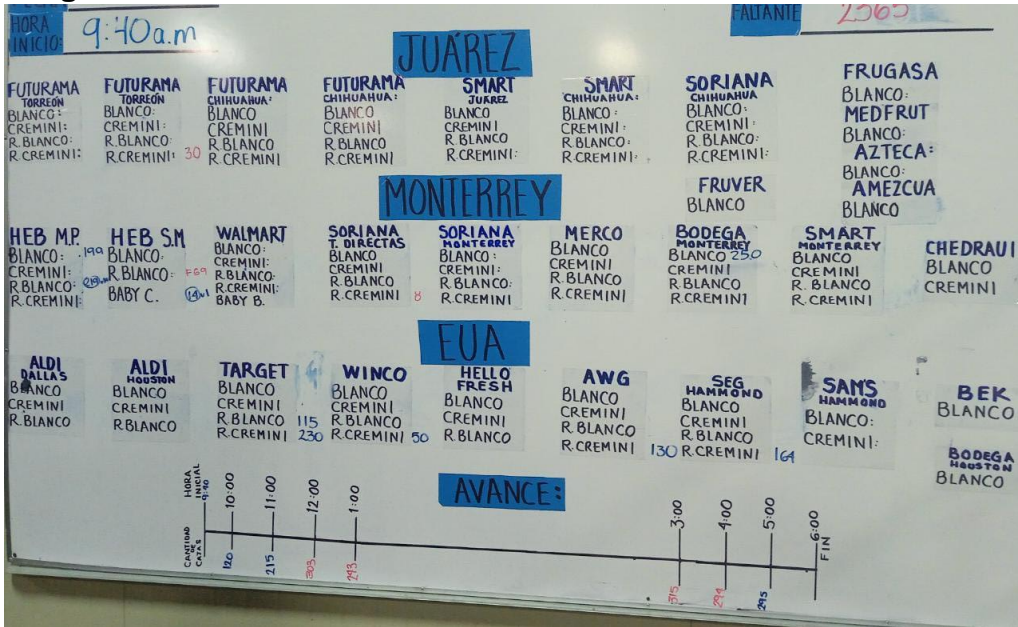 HORA
INICIO: 9:40 a.m
FALTANTE 2565
JUÁREZ
FUTURAMA
TORREÓN
BLANCO:
CREMINI:
R.BLANCO:
R.CREMINI:
FUTURAMA
TORREÓN
BLANCO:
CREMINI:
R.BLANCO:
R.CREMINI: 30
FUTURAMA
CHIHUAHUA:
BLANCO
CREMINI
R.BLANCO
R.CREMINI
FUTURAMA
CHIHUAHUA:
BLANCO
CREMINI
R.BLANCO
R.CREMINI
SMART
JUÁREZ
BLANCO
CREMINI
R.BLANCO
R.CREMINI:
SMART
CHIHUAHUA:
BLANCO:
CREMINI:
R.BLANCO
R.CREMINI:
SORIANA
CHIHUAHUA
BLANCO:
CREMINI:
R.BLANCO:
R.CREMINI:
FRUGASA
BLANCO:
MEDFRUT
BLANCO:
AZTECA:
BLANCO:
AMEZCUA
BLANCO
FRUVER
BLANCO
MONTERREY
HEB M.P.
BLANCO: 199
CREMINI:
R.BLANCO:
R.CREMINI:
HEB S.M
BLANCO:
R.BLANCO: F69
BABY C.
WALMART
BLANCO:
CREMINI:
R.BLANCO:
R.CREMINI:
BABY B.
SORIANA
T. DIRECTAS
BLANCO
CREMINI
R.BLANCO
R.CREMINI 8
SORIANA
MONTERREY
BLANCO:
CREMINI
R.BLANCO:
R.CREMINI
MERCO
BLANCO
CREMINI
R.BLANCO
R.CREMINI
BODEGA
MONTERREY
BLANCO 250
CREMINI
R.BLANCO
R.CREMINI
SMART
MONTERREY
BLANCO
CREMINI
R. BLANCO
R.CREMINI
CHEDRAUI
BLANCO
CREMINI
EUA
ALDI
DALLAS
BLANCO
CREMINI
R.BLANCO
ALDI
HOUSTON
BLANCO
CREMINI
R.BLANCO
TARGET
BLANCO
CREMINI
R.BLANCO 115
R.CREMINI 230
WINCO
BLANCO
CREMINI
R.BLANCO
R.CREMINI 50
HELLO
FRESH
BLANCO
CREMINI
R.BLANCO
AWG
BLANCO
CREMINI
R.BLANCO
R.CREMINI 130
SEG
HAMMOND
BLANCO
CREMINI
R.BLANCO
R.CREMINI 164
SAM'S
HAMMOND
BLANCO:
CREMINI:
BEK
BLANCO
BODEGA
HOUSTON
BLANCO
AVANCE:
HORA
INICIAL
10:00
11:00
12:00
1:00
3:00
4:00
5:00
6:00
FIN
CANTIDAD
DE
CAJAS
120
215
303
293
315
294
295